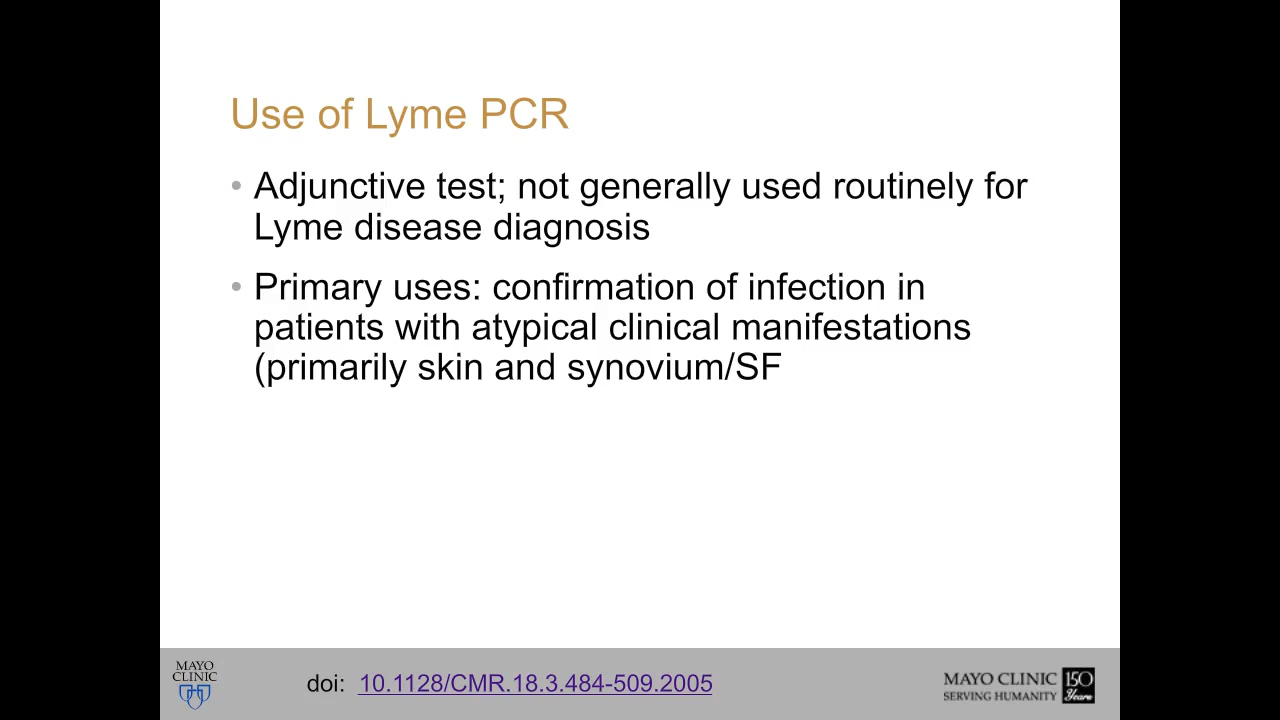 Use of Lyme PCR
• Adjunctive test; not generally used routinely for
Lyme disease diagnosis
• Primary uses: confirmation of infection in
patients with atypical clinical manifestations
(primarily skin and synovium/SF
MAYO
CLINIC
doi: 10.1128/CMR.18.3.484-509.2005
MAYO CLINIC
SERVING HUMANITY
150
Years